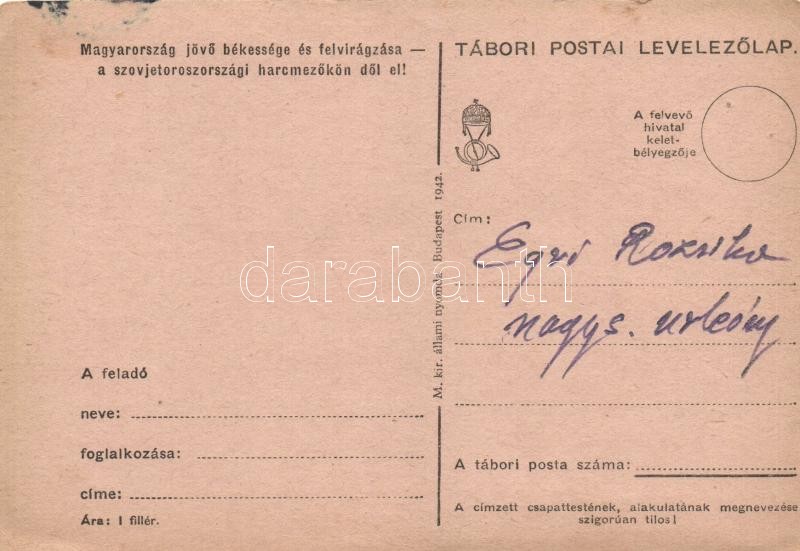 Magyarország jövő békessége és felvirágzása —
a szovjetoroszországi harcmezőkön dől el!
A feladó
neve:
foglalkozása:
címe:
Ára: 1 fillér.
M. kir. állami nyomda Budapest 1942.
TÁBORI POSTAI LEVELEZŐLAP.
A felvevő
hivatal
kelet-
bélyegzője
Cím:
Egri Rozsika
nagys. urleány
A tábori posta száma:
A címzett csapattestének, alakulatának megnevezése
szigorúan tilos!
darabanth